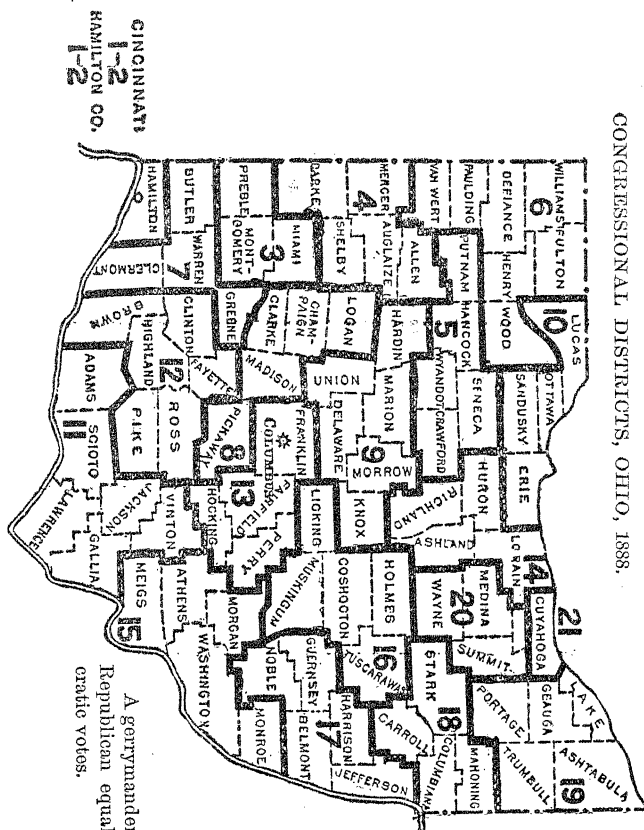 CONGRESSIONAL DISTRICTS, OHIO, 1888.
WILLIAMS
FULTON
LUCAS
OTTAWA
6
10
DEFIANCE
HENRY
WOOD
SANDUSKY
ERIE
LORAIN
14
21
CUYAHOGA
LAKE
GEAUGA
ASHTABULA
19
PAULDING
PUTNAM
HANCOCK
5
SENECA
HURON
MEDINA
SUMMIT
PORTAGE
TRUMBULL
VAN WERT
ALLEN
WYANDOT
CRAWFORD
RICHLAND
ASHLAND
20
WAYNE
STARK
18
MAHONING
COLUMBIANA
MERCER
4
AUGLAIZE
HARDIN
MARION
9
MORROW
KNOX
HOLMES
16
TUSCARAWAS
CARROLL
DARKE
SHELBY
LOGAN
UNION
DELAWARE
COSHOCTON
HARRISON
JEFFERSON
MIAMI
3
CHAM-
PAIGN
LICKING
MUSKINGUM
GUERNSEY
17
BELMONT
PREBLE
MONT-
GOMERY
CLARKE
MADISON
FRANKLIN
COLUMBUS
FAIRFIELD
PERRY
13
NOBLE
MONROE
GREENE
8
PICKAWAY
HOCKING
MORGAN
BUTLER
WARREN
7
CLINTON
FAYETTE
12
ROSS
VINTON
ATHENS
WASHINGTON
HAMILTON
CLERMONT
BROWN
HIGHLAND
PIKE
JACKSON
MEIGS
15
ADAMS
11
SCIOTO
LAWRENCE
GALLIA
CINCINNATI
1-2
HAMILTON CO.
1-2
A gerrymander
Republican equal
cratic votes.